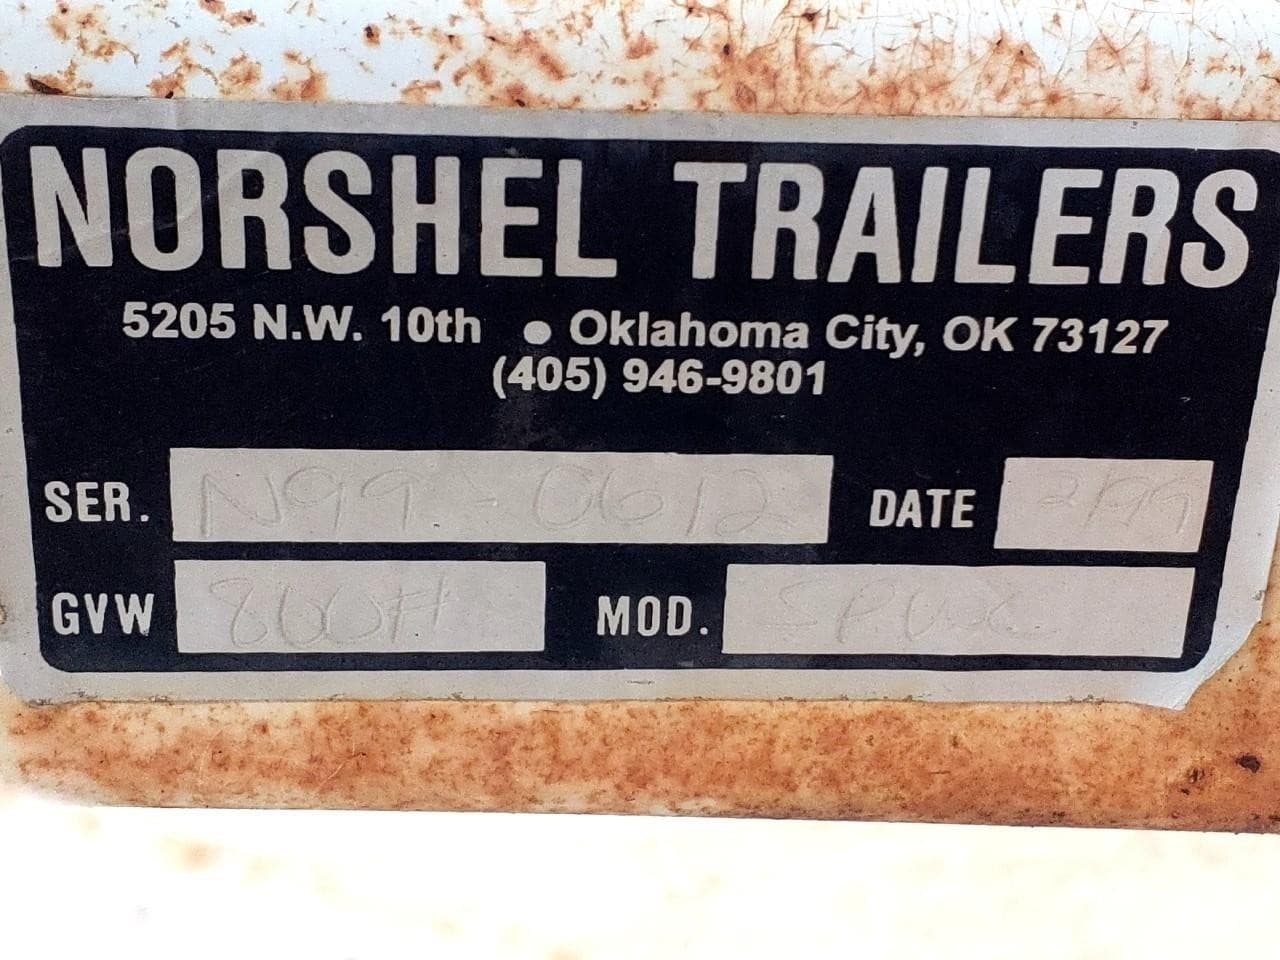 NORSHEL TRAILERS
5205 N.W. 10th • Oklahoma City, OK 73127
(405) 946-9801
SER. N99-0612 DATE 2/99
GVW 800# MOD.